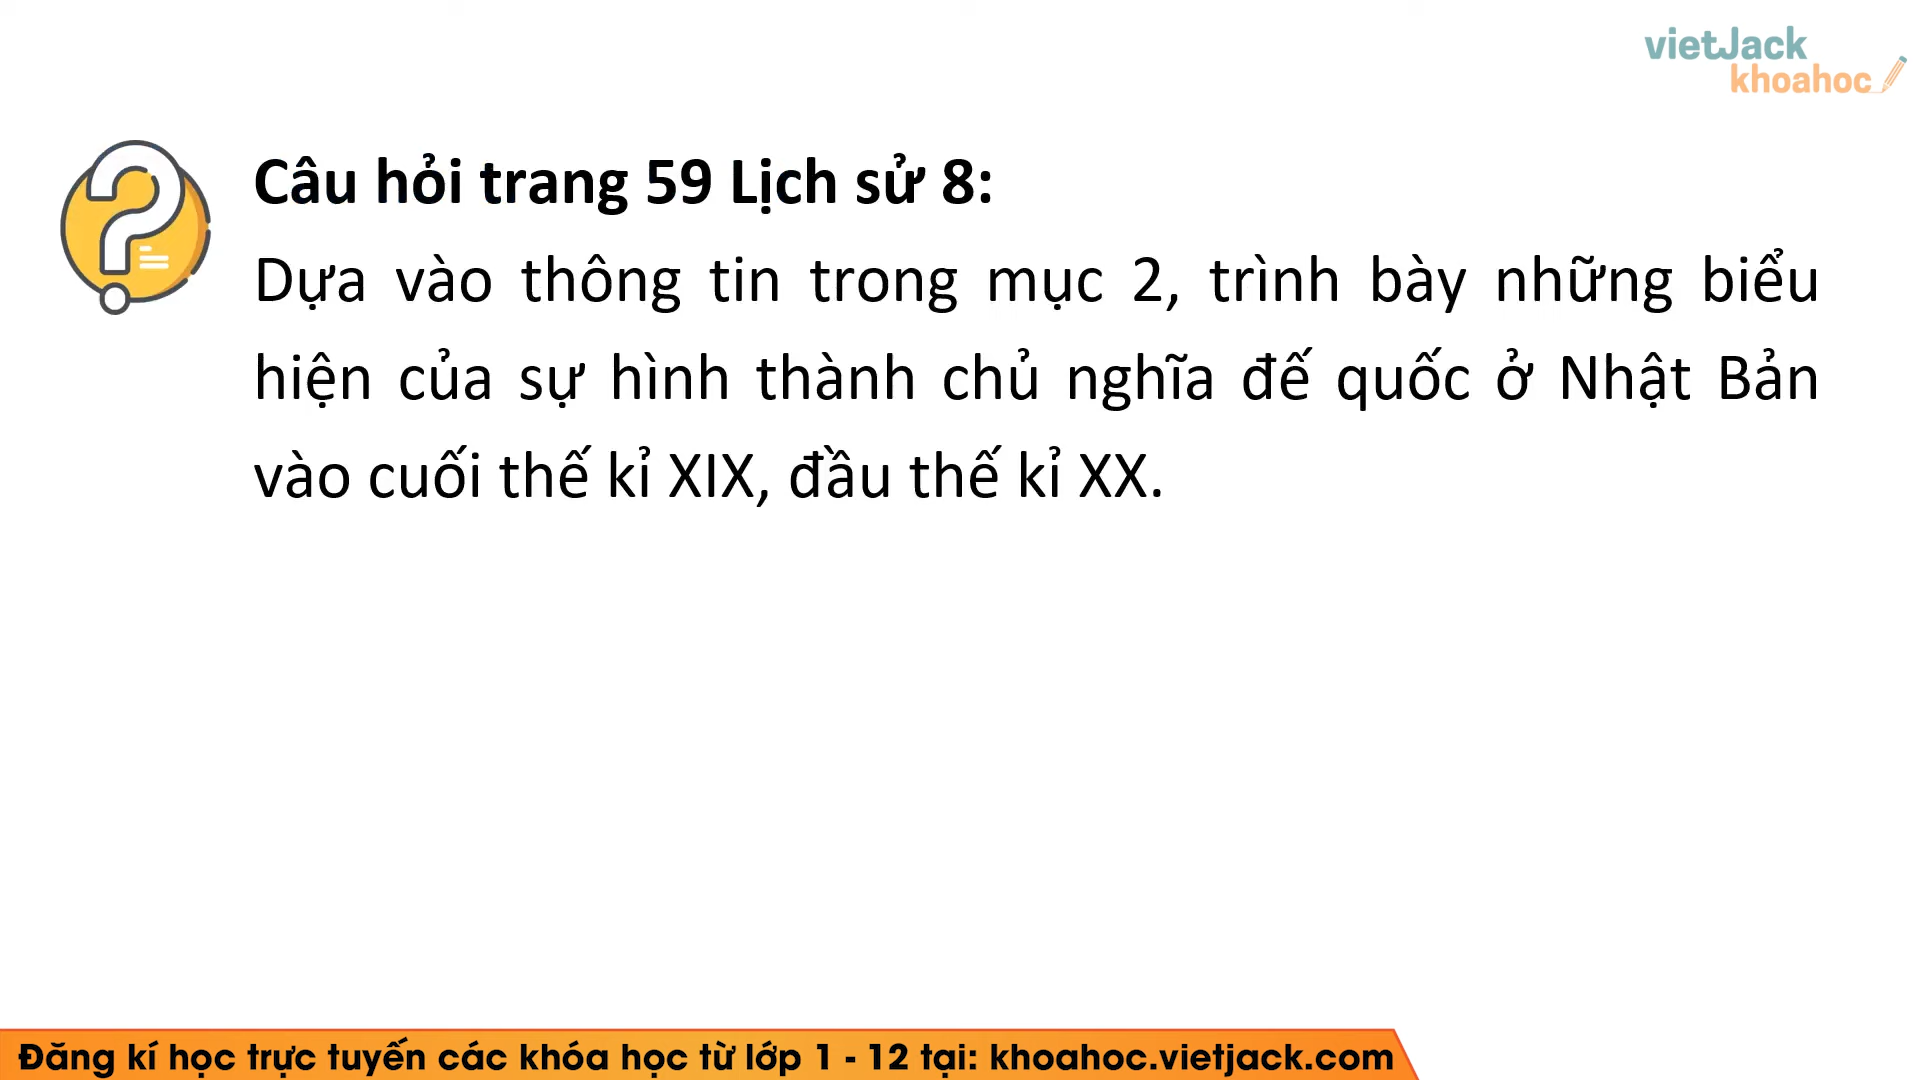 vietJack
khoahoc
Câu hỏi trang 59 Lịch sử 8:
Dựa vào thông tin trong mục 2, trình bày những biểu
hiện của sự hình thành chủ nghĩa đế quốc ở Nhật Bản
vào cuối thế kỉ XIX, đầu thế kỉ XX.
Đăng kí học trực tuyến các khóa học từ lớp 1 - 12 tại: khoahoc.vietjack.com